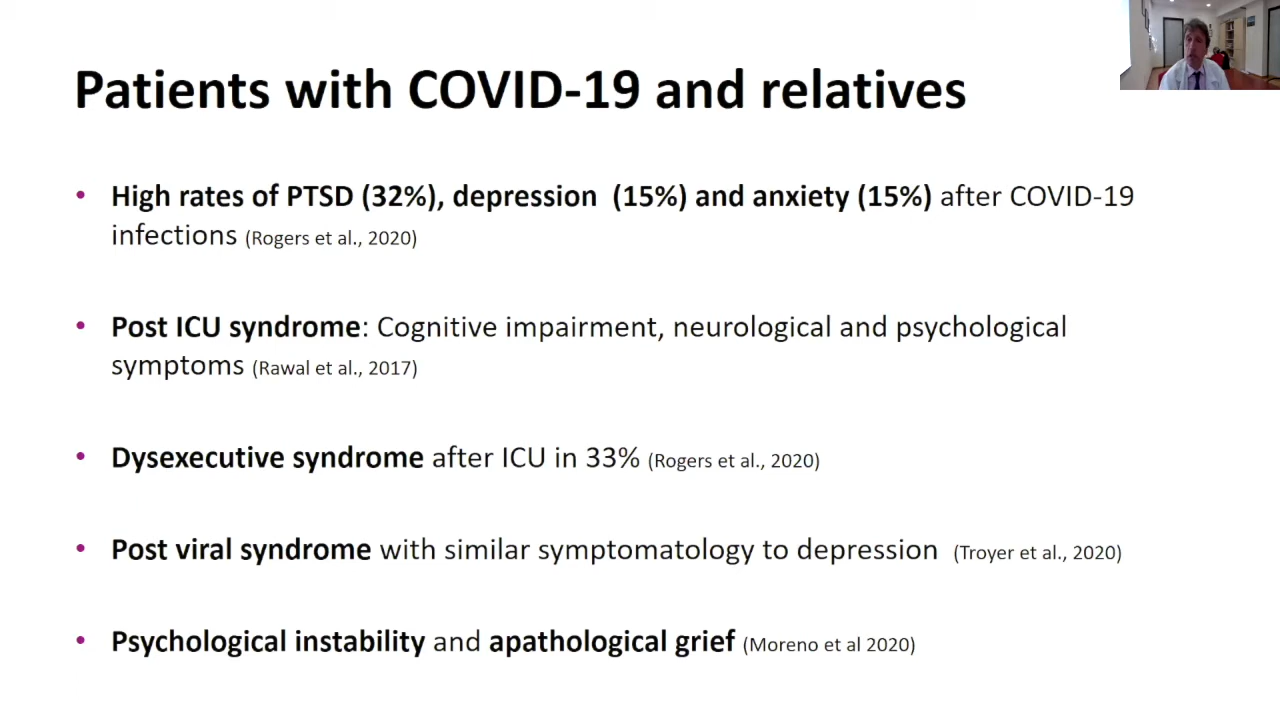 Patients with COVID-19 and relatives
• High rates of PTSD (32%), depression (15%) and anxiety (15%) after COVID-19
infections (Rogers et al., 2020)
• Post ICU syndrome: Cognitive impairment, neurological and psychological
symptoms (Rawal et al., 2017)
• Dysexecutive syndrome after ICU in 33% (Rogers et al., 2020)
• Post viral syndrome with similar symptomatology to depression (Troyer et al., 2020)
• Psychological instability and apathological grief (Moreno et al 2020)